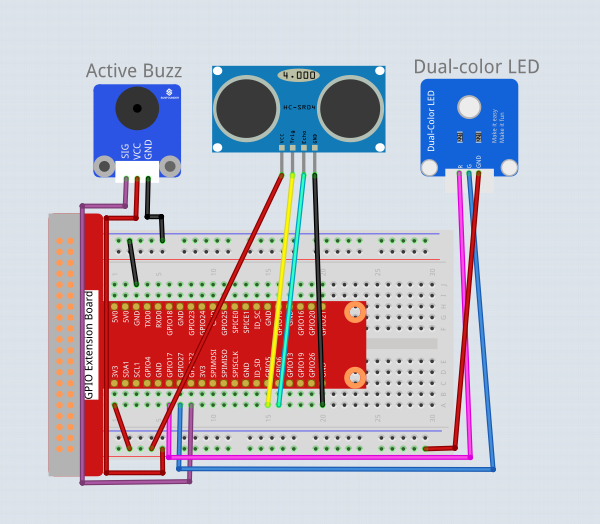 Active Buzz
Dual-color LED
4.000
HC-SR04
VCC
Trig
Echo
GND
SIG
VCC
GND
Dual-Color LED
Make it easy
Make it fun
R
G
GND
GPIO Extension Board
5V0
5V0
GND
TXD0
RXD0
GPIO18
GND
GPIO23
GPIO24
GND
GPIO25
SPICE0
SPICE1
ID_SC
GND
GPIO16
GPIO20
GPIO21
3V3
SDA1
SCL1
GPIO4
GND
GPIO17
GPIO27
GPIO22
3V3
SPIMOSI
SPIMISO
SPISCLK
GND
ID_SD
GPIO5
GPIO6
GPIO13
GPIO19
GPIO26
GND
1
5
10
15
20
25
30
A B C D E
F G H I J